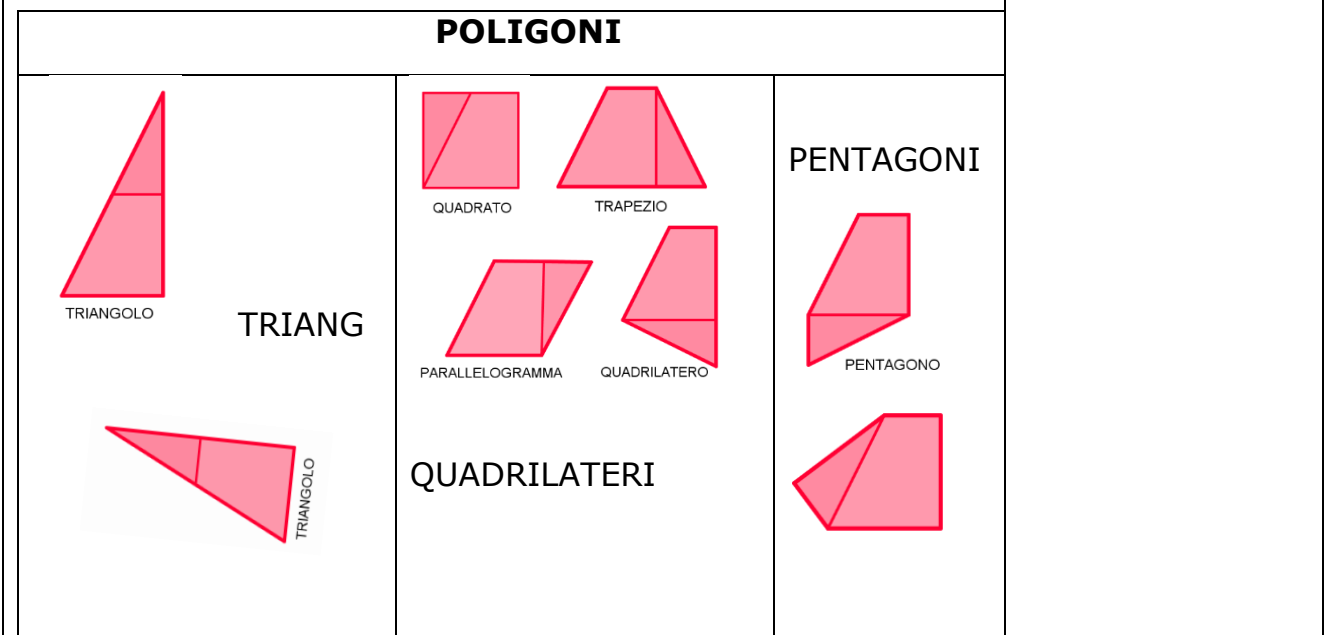 POLIGONI
TRIANGOLO
TRIANG
TRIANGOLO
QUADRATO
TRAPEZIO
PARALLELOGRAMMA
QUADRILATERO
QUADRILATERI
PENTAGONI
PENTAGONO